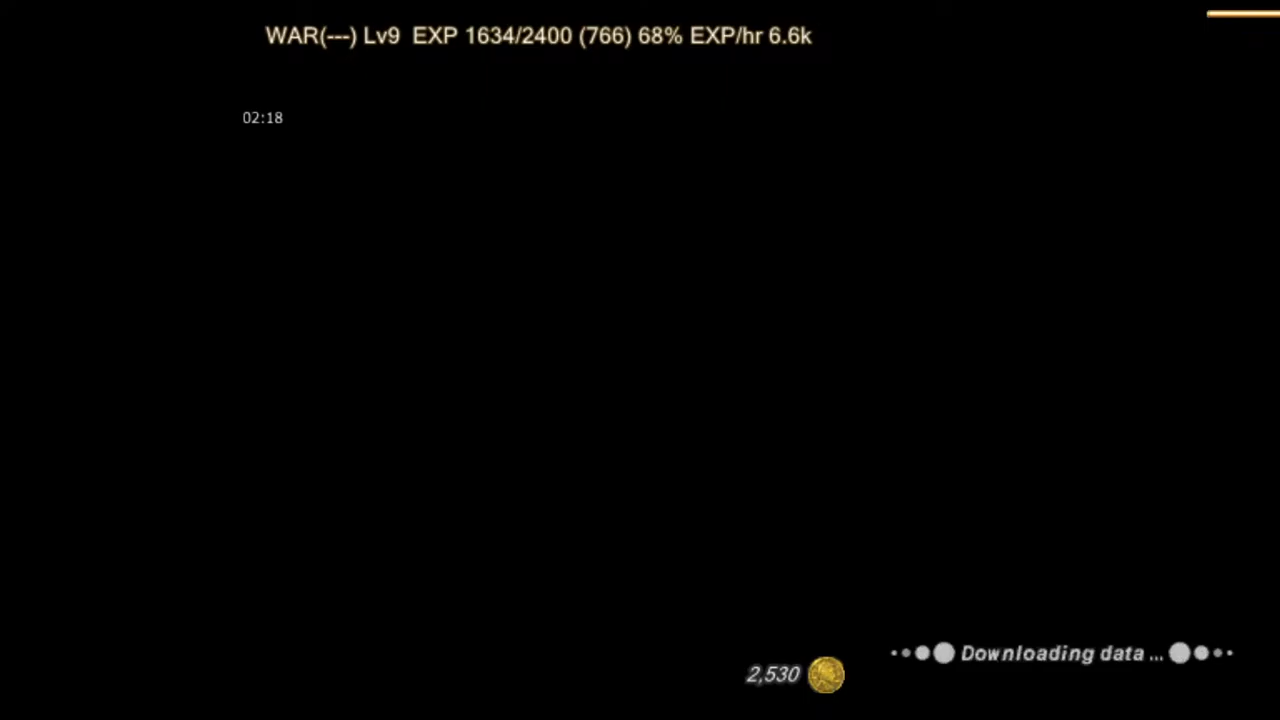 WAR(---) Lv9 EXP 1634/2400 (766) 68% EXP/hr 6.6k
02:18
Downloading data ...
2,530